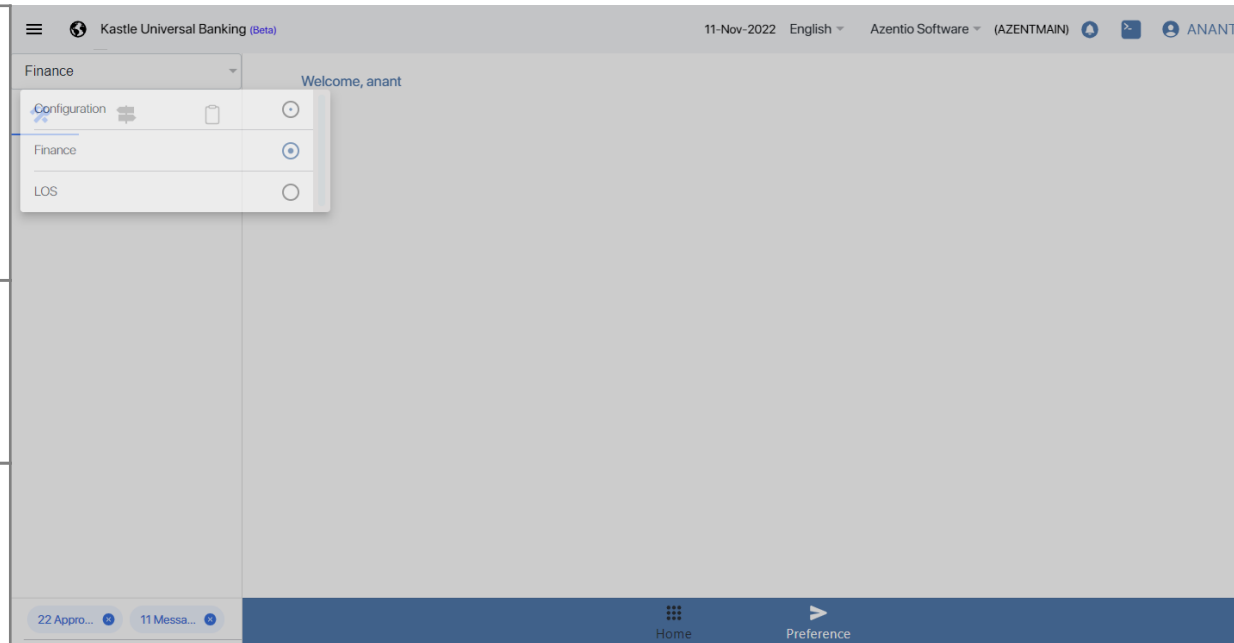 Kastle Universal Banking (Beta) 11-Nov-2022 English Azentio Software (AZENTMAIN) ANANT
Finance
Welcome, anant
Configuration
Finance
LOS
22 Appro... 11 Messa...
Home Preference